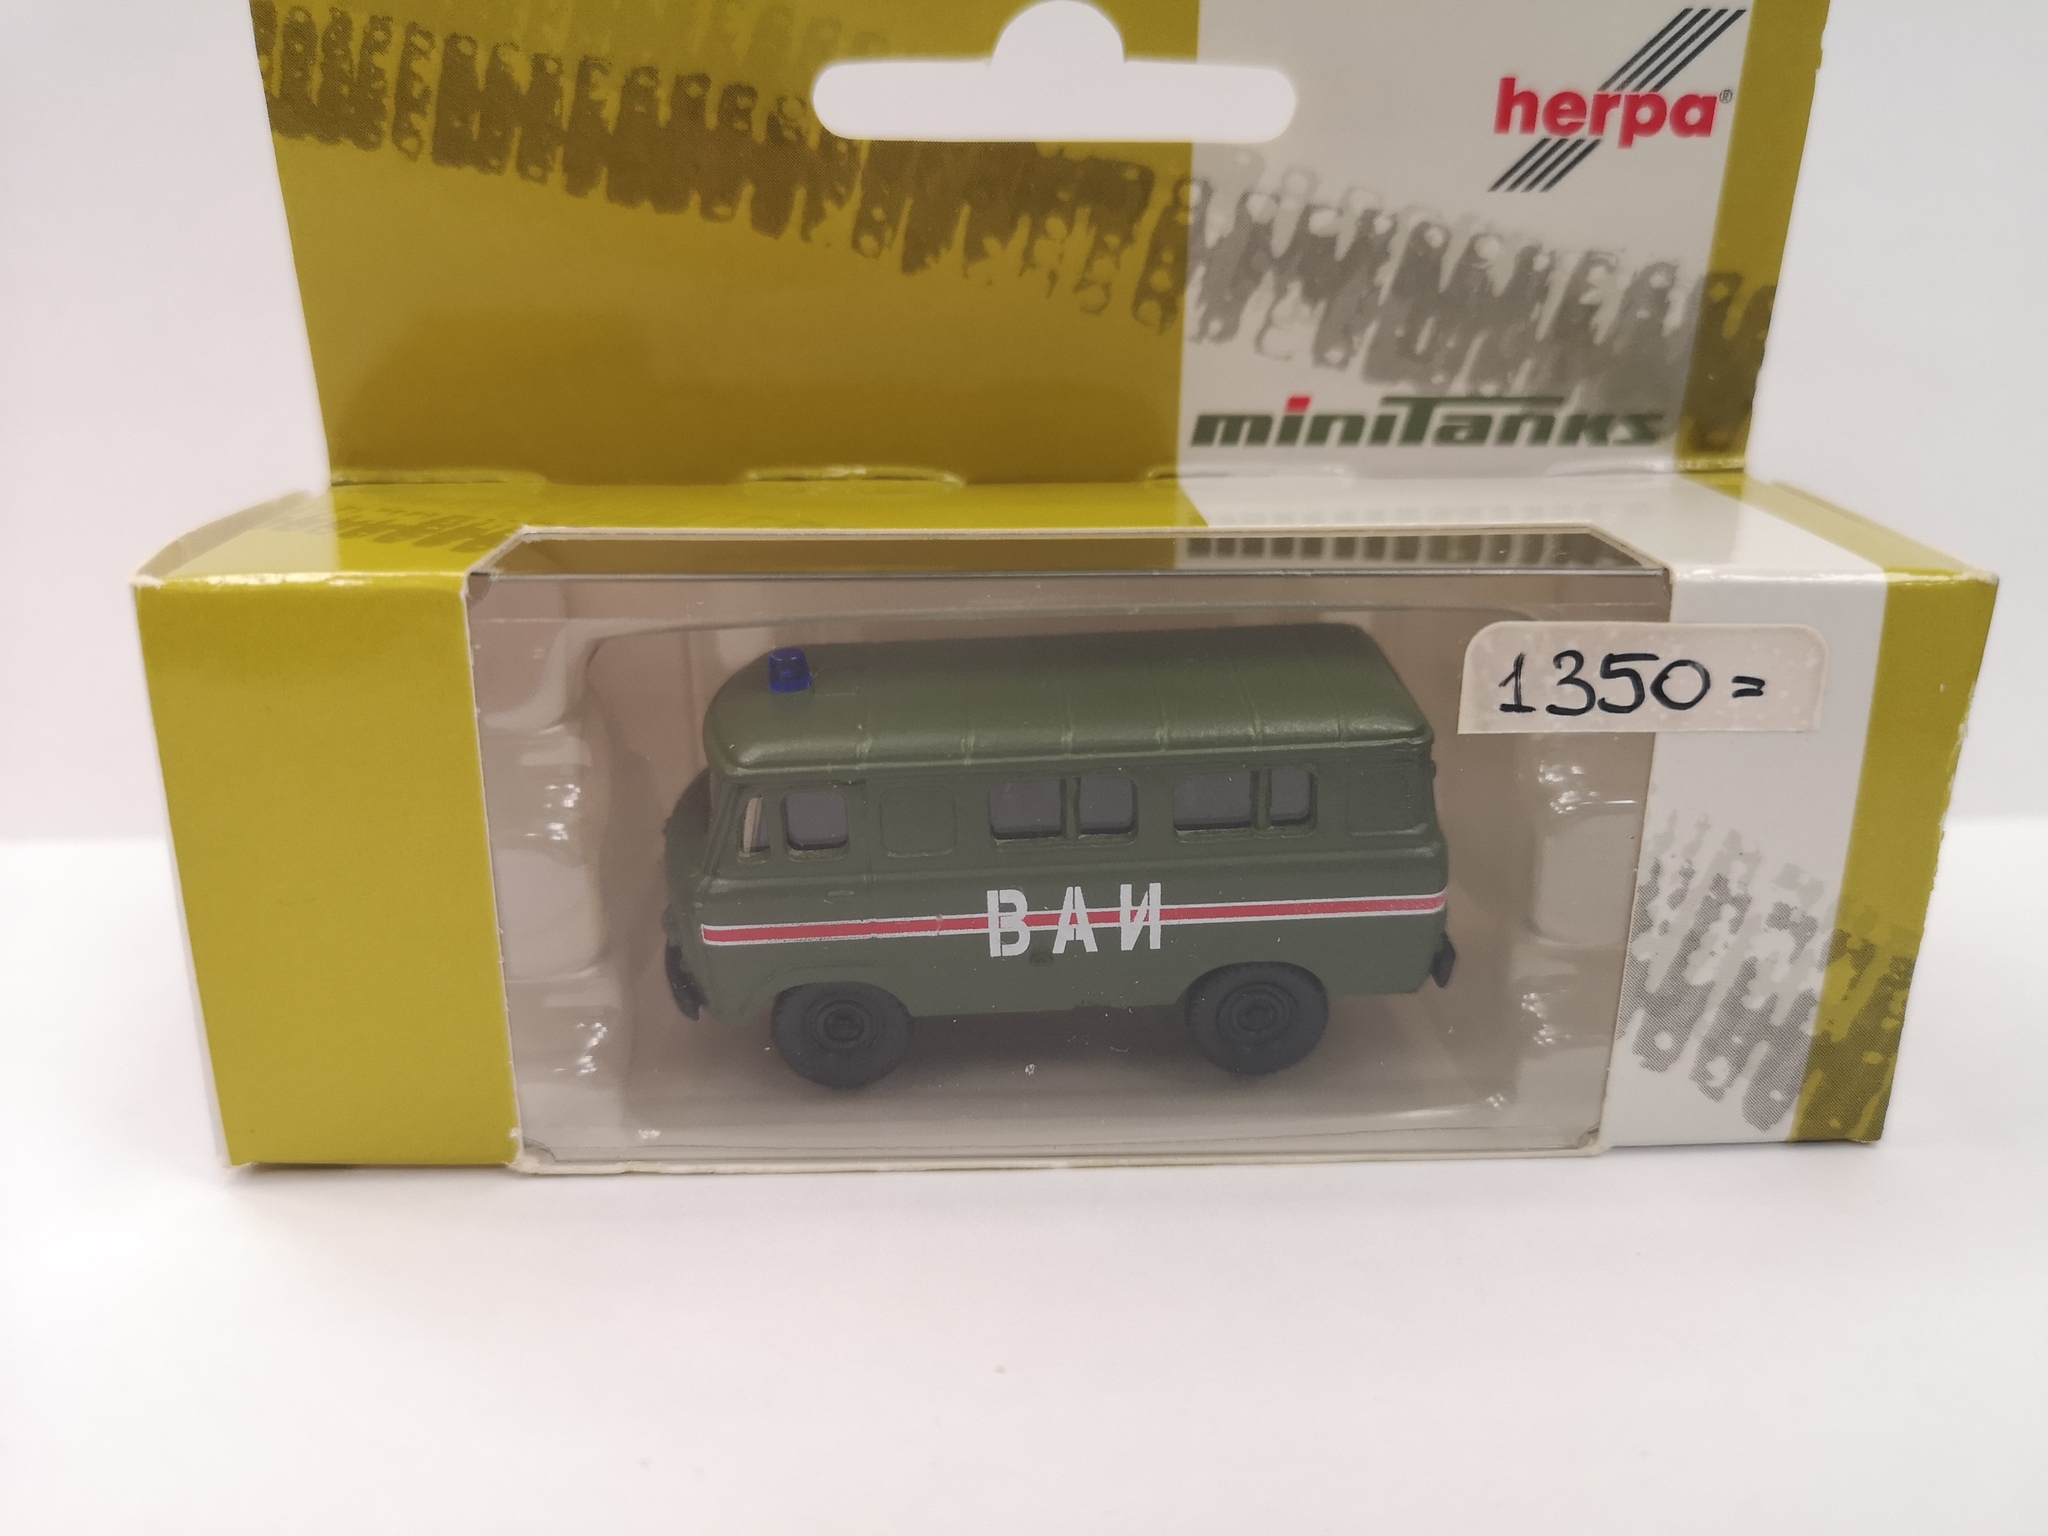 herpa®
miniTanks
1350=
ВАИ